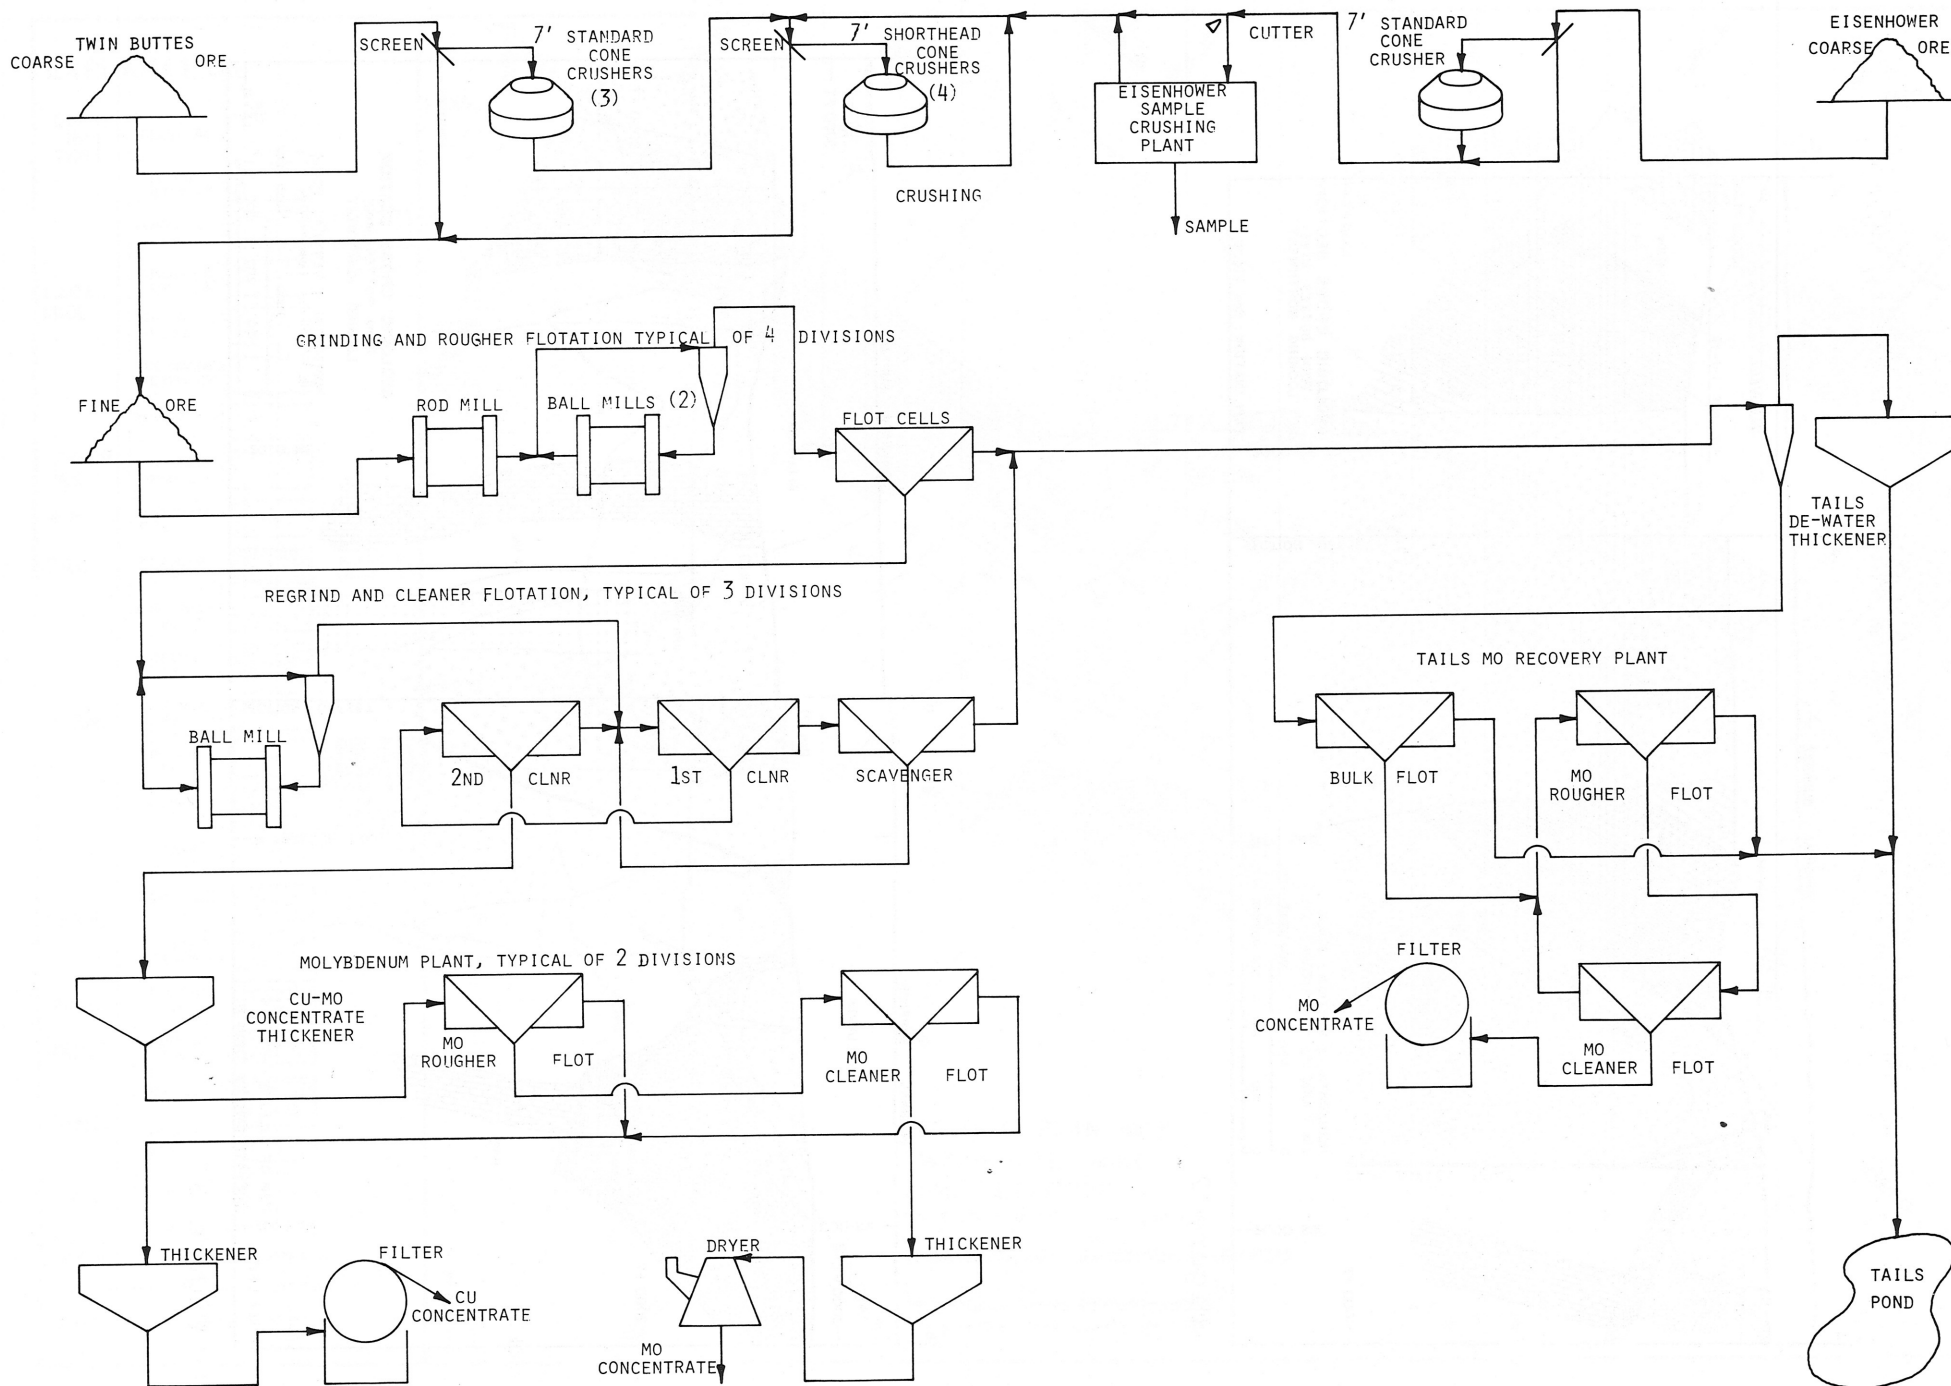 TWIN BUTTES
COARSE ORE
SCREEN
7' STANDARD
CONE
CRUSHERS
(3)
SCREEN
7' SHORTHEAD
CONE
CRUSHERS
(4)
CRUSHING
EISENHOWER
SAMPLE
CRUSHING
PLANT
SAMPLE
CUTTER
7' STANDARD
CONE
CRUSHER
EISENHOWER
COARSE ORE
GRINDING AND ROUGHER FLOTATION TYPICAL OF 4 DIVISIONS
FINE ORE
ROD MILL
BALL MILLS (2)
FLOT CELLS
TAILS
DE-WATER
THICKENER
REGRIND AND CLEANER FLOTATION, TYPICAL OF 3 DIVISIONS
BALL MILL
2ND CLNR
1ST CLNR
SCAVENGER
TAILS MO RECOVERY PLANT
BULK FLOT
MO
ROUGHER FLOT
MOLYBDENUM PLANT, TYPICAL OF 2 DIVISIONS
CU-MO
CONCENTRATE
THICKENER
MO
ROUGHER FLOT
MO
CLEANER FLOT
FILTER
MO
CONCENTRATE
MO
CLEANER FLOT
THICKENER
FILTER
CU
CONCENTRATE
DRYER
MO
CONCENTRATE
THICKENER
TAILS
POND